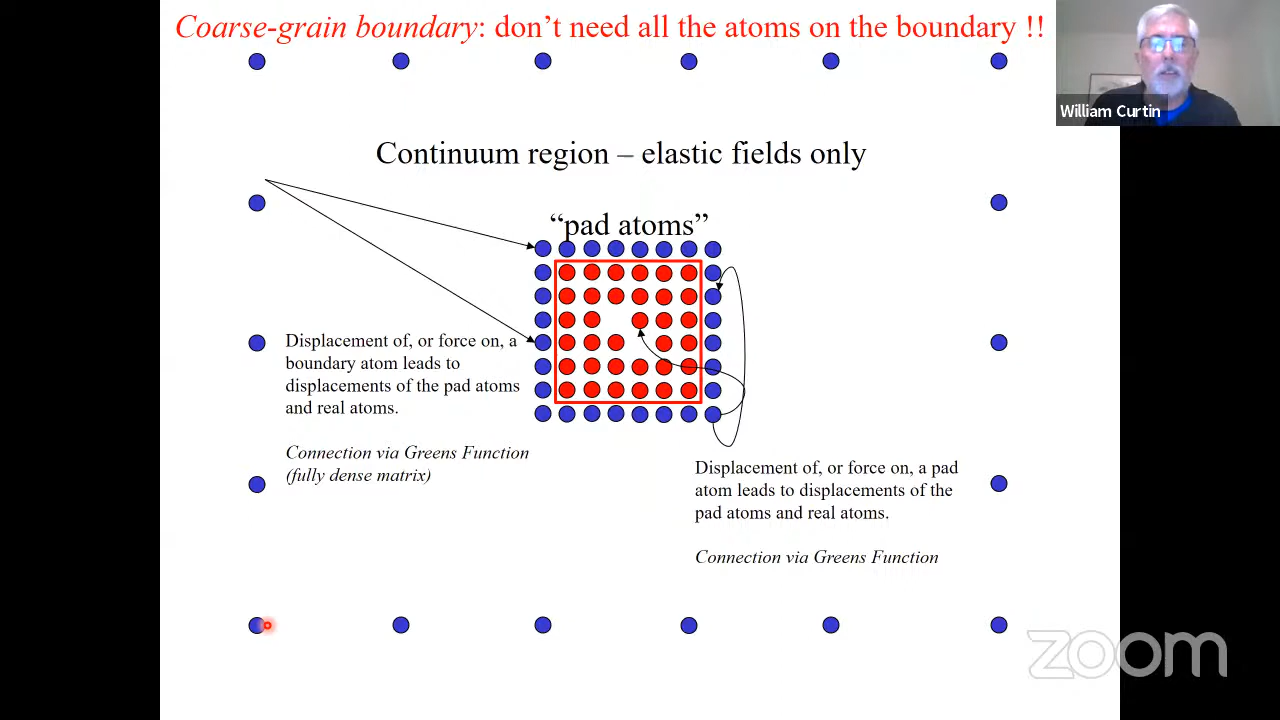 Coarse-grain boundary: don’t need all the atoms on the boundary !!
William Curtin
Continuum region – elastic fields only
“pad atoms”
Displacement of, or force on, a
boundary atom leads to
displacements of the pad atoms
and real atoms.
Connection via Greens Function
(fully dense matrix)
Displacement of, or force on, a pad
atom leads to displacements of the
pad atoms and real atoms.
Connection via Greens Function
zoom